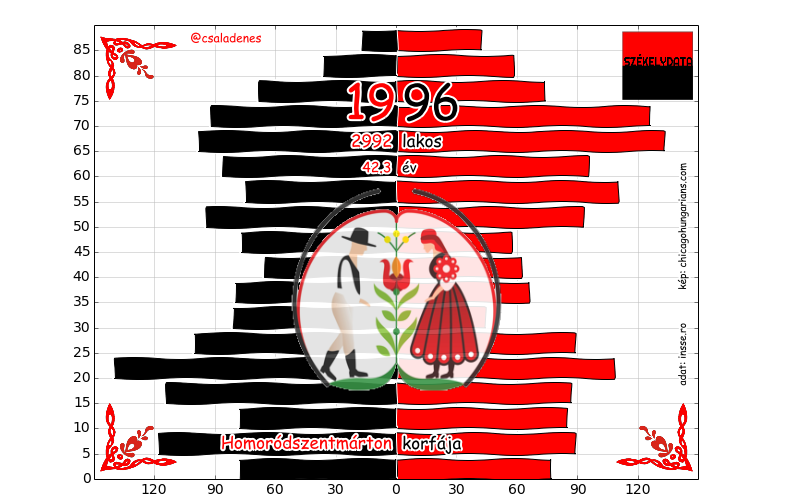 @csaladenes
SZÉKELYDATA
1996
2992 lakos
42.3 év
kép: chicagohungarians.com
adat: insse.ro
Homoródszentmárton korfája
85
80
75
70
65
60
55
50
45
40
35
30
25
20
15
10
5
0
120 90 60 30 0 30 60 90 120